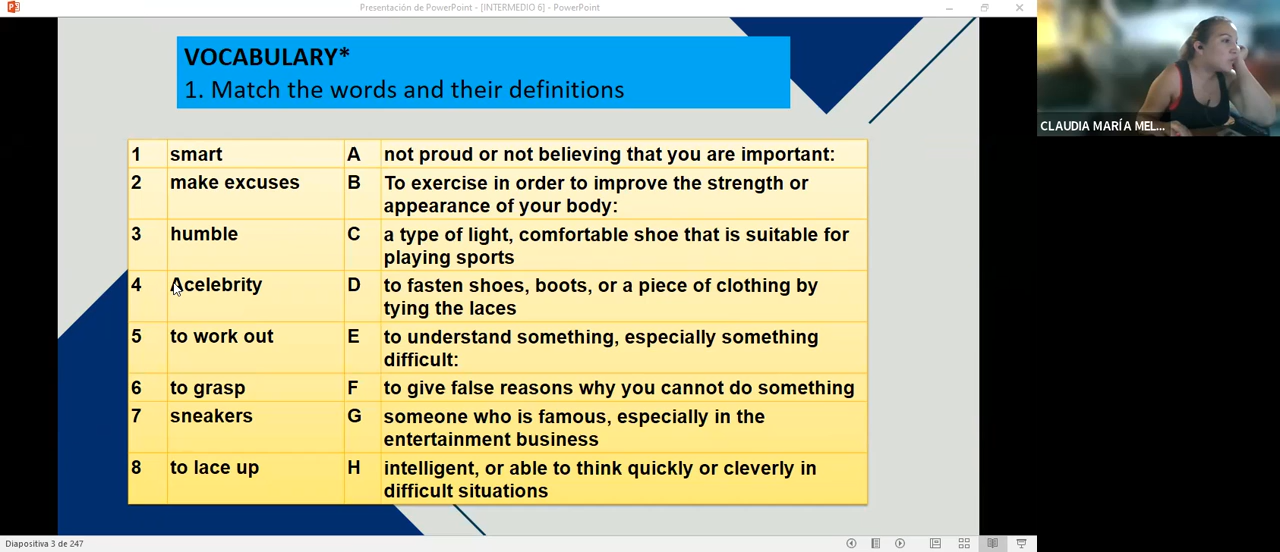 Presentación de PowerPoint - [INTERMEDIO 6] - PowerPoint
VOCABULARY*
1. Match the words and their definitions
1 smart A not proud or not believing that you are important:
2 make excuses B To exercise in order to improve the strength or
appearance of your body:
3 humble C a type of light, comfortable shoe that is suitable for
playing sports
4 Acelebrity D to fasten shoes, boots, or a piece of clothing by
tying the laces
5 to work out E to understand something, especially something
difficult:
6 to grasp F to give false reasons why you cannot do something
7 sneakers G someone who is famous, especially in the
entertainment business
8 to lace up H intelligent, or able to think quickly or cleverly in
difficult situations
CLAUDIA MARÍA MEL...
Diapositiva 3 de 247